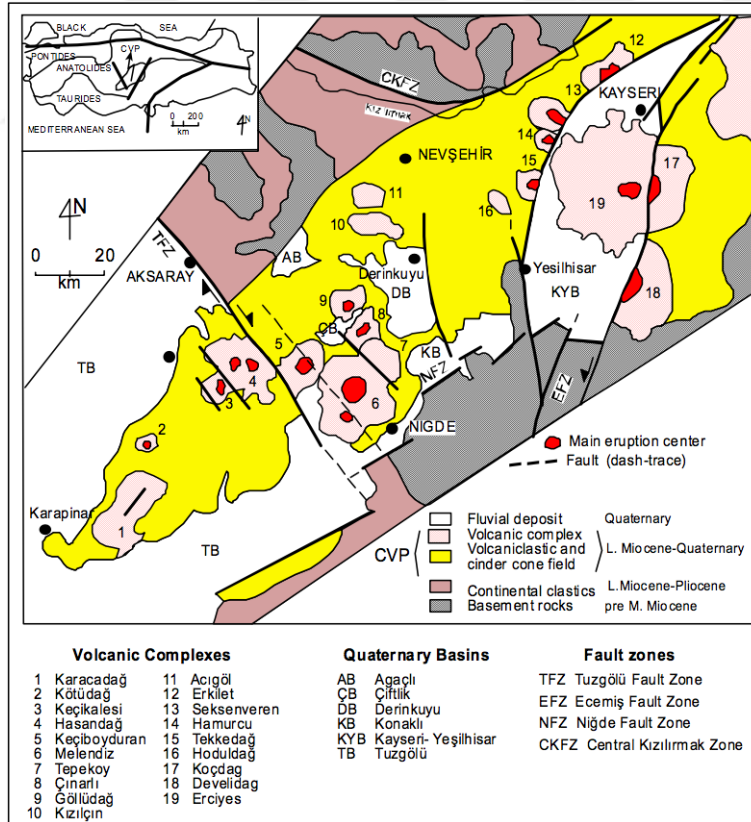 BLACK SEA
PONTIDES
CVP
ANATOLIDES
TAURIDES
MEDITERRANEAN SEA
0 200
km
N
12
CKFZ
13
KAYSERI
14
NEVŞEHİR
15
17
11
16
19
10
N
TFZ
AB
0 20
km
AKSARAY
Derinkuyu
DB
Yesilhisar
KYB
18
9
8
ÇB
5
7
KB
TB
4
NFZ
3
6
EFZ
2
NIGDE
Main eruption center
Fault (dash-trace)
Karapinar
1
TB
Fluvial deposit Quaternary
CVP
Volcanic complex
Volcaniclastic and
cinder cone field
L. Miocene-Quaternary
Continental clastics L.Miocene-Pliocene
Basement rocks pre M. Miocene
Volcanic Complexes
1 Karacadağ
2 Kötüdağ
3 Keçikalesi
4 Hasandağ
5 Keçiboyduran
6 Melendiz
7 Tepekoy
8 Çınarlı
9 Göllüdağ
10 Kızılçın
11 Acıgöl
12 Erkilet
13 Seksenveren
14 Hamurcu
15 Tekkedağ
16 Hoduldağ
17 Koçdag
18 Develidag
19 Erciyes
Quaternary Basins
AB Agaçlı
ÇB Çiftlik
DB Derinkuyu
KB Konaklı
KYB Kayseri- Yeşilhisar
TB Tuzgölü
Fault zones
TFZ Tuzgölü Fault Zone
EFZ Ecemiş Fault Zone
NFZ Niğde Fault Zone
CKFZ Central Kızılırmak Zone